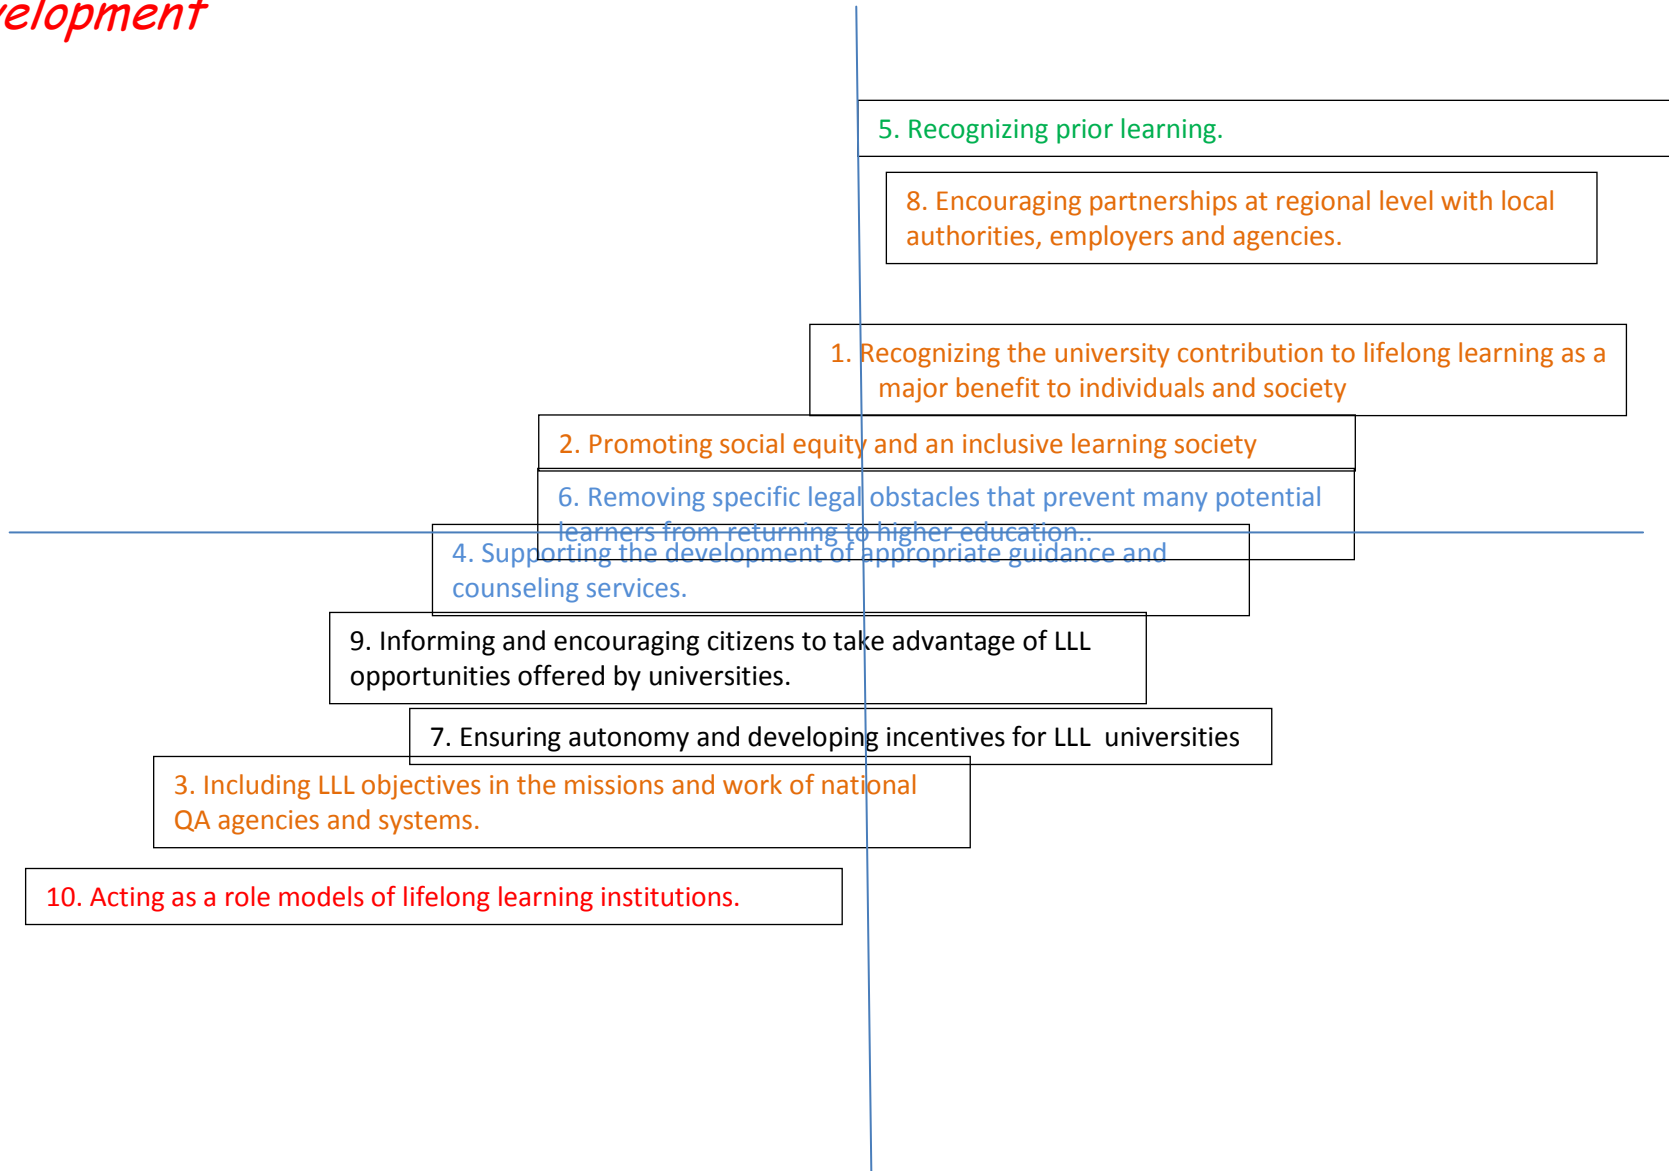 velopment
5. Recognizing prior learning.
8. Encouraging partnerships at regional level with local
authorities, employers and agencies.
1. Recognizing the university contribution to lifelong learning as a
major benefit to individuals and society
2. Promoting social equity and an inclusive learning society
6. Removing specific legal obstacles that prevent many potential
learners from returning to higher education..
4. Supporting the development of appropriate guidance and
counseling services.
9. Informing and encouraging citizens to take advantage of LLL
opportunities offered by universities.
7. Ensuring autonomy and developing incentives for LLL universities
3. Including LLL objectives in the missions and work of national
QA agencies and systems.
10. Acting as a role models of lifelong learning institutions.